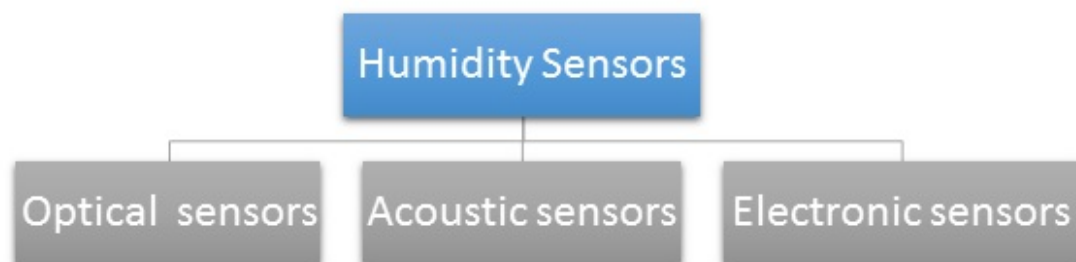 Humidity Sensors
Optical sensors
Acoustic sensors
Electronic sensors